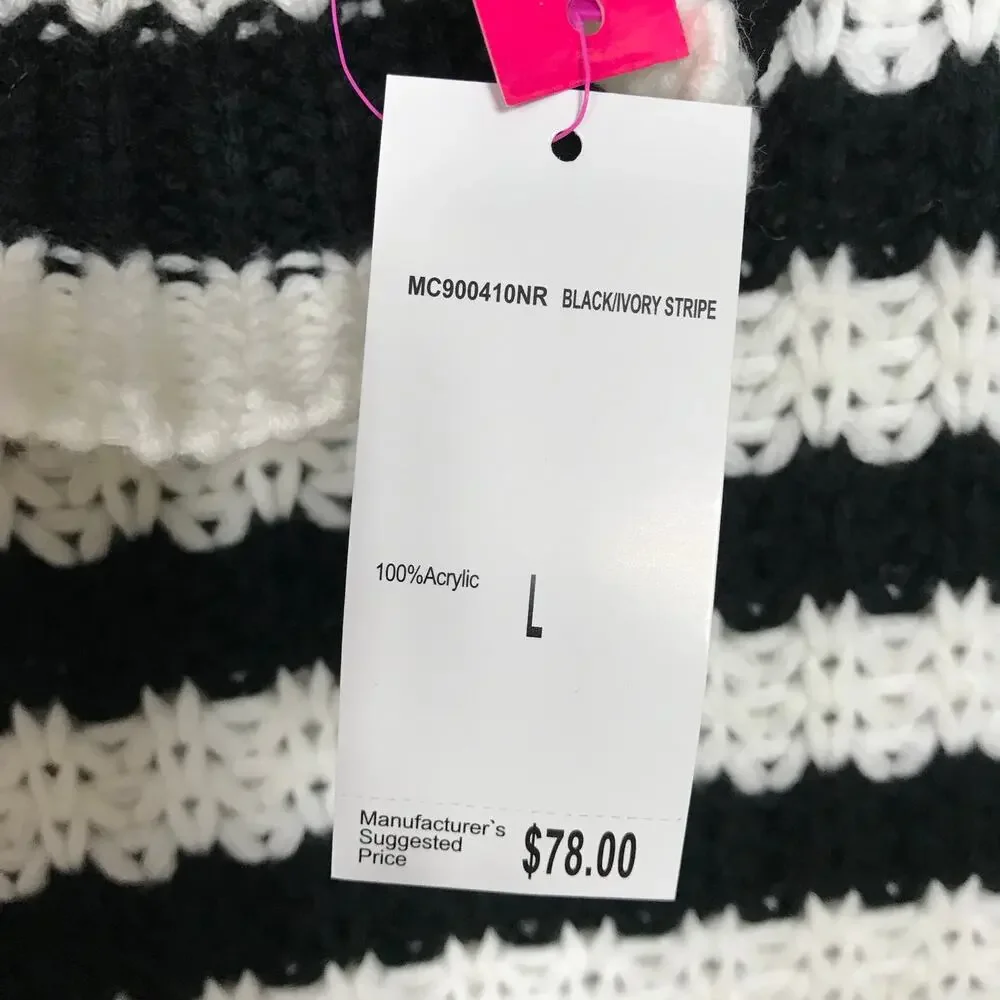 MC900410NR BLACK/IVORY STRIPE
100%Acrylic L
Manufacturer`s
Suggested
Price $78.00